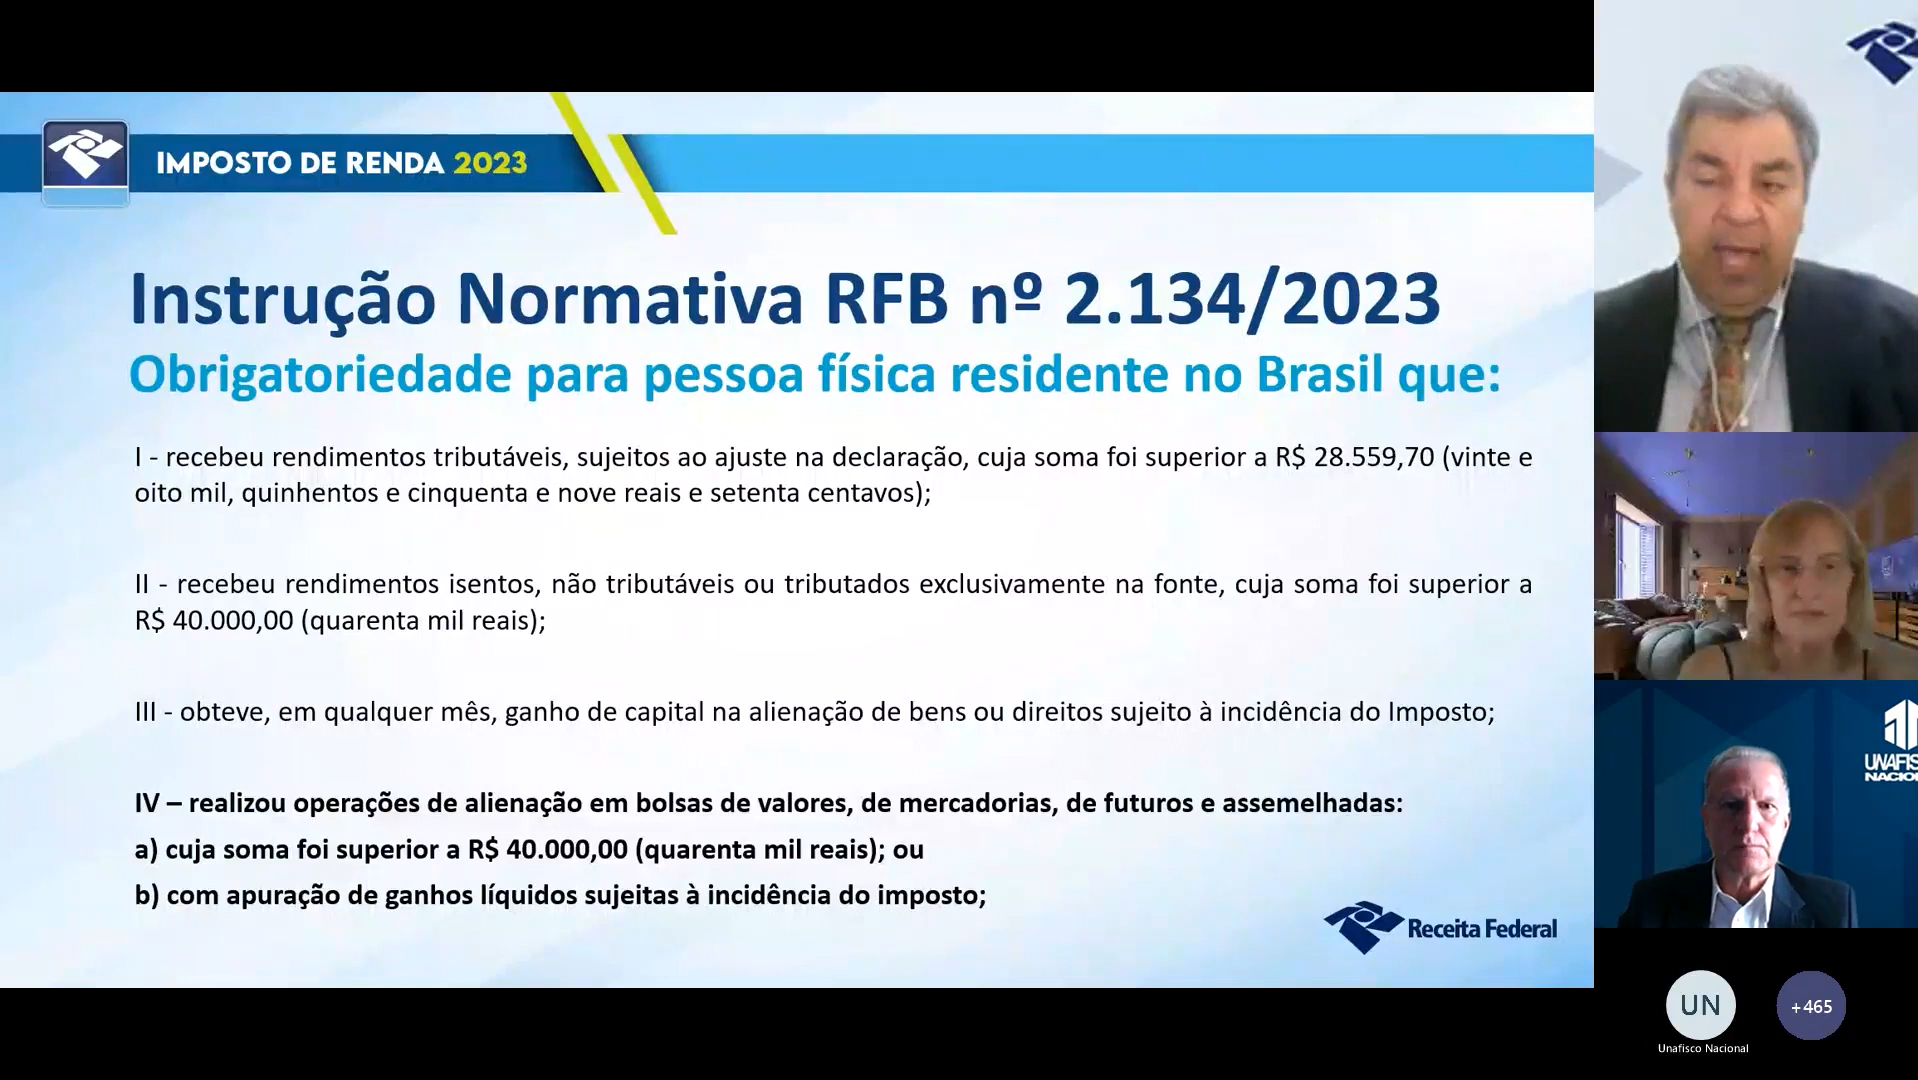 IMPOSTO DE RENDA 2023
Instrução Normativa RFB nº 2.134/2023
Obrigatoriedade para pessoa física residente no Brasil que:
I - recebeu rendimentos tributáveis, sujeitos ao ajuste na declaração, cuja soma foi superior a R$ 28.559,70 (vinte e
oito mil, quinhentos e cinquenta e nove reais e setenta centavos);
II - recebeu rendimentos isentos, não tributáveis ou tributados exclusivamente na fonte, cuja soma foi superior a
R$ 40.000,00 (quarenta mil reais);
III - obteve, em qualquer mês, ganho de capital na alienação de bens ou direitos sujeito à incidência do Imposto;
IV – realizou operações de alienação em bolsas de valores, de mercadorias, de futuros e assemelhadas:
a) cuja soma foi superior a R$ 40.000,00 (quarenta mil reais); ou
b) com apuração de ganhos líquidos sujeitas à incidência do imposto;
Receita Federal
UNAFIS
NACIO
UN
+465
Unafisco Nacional